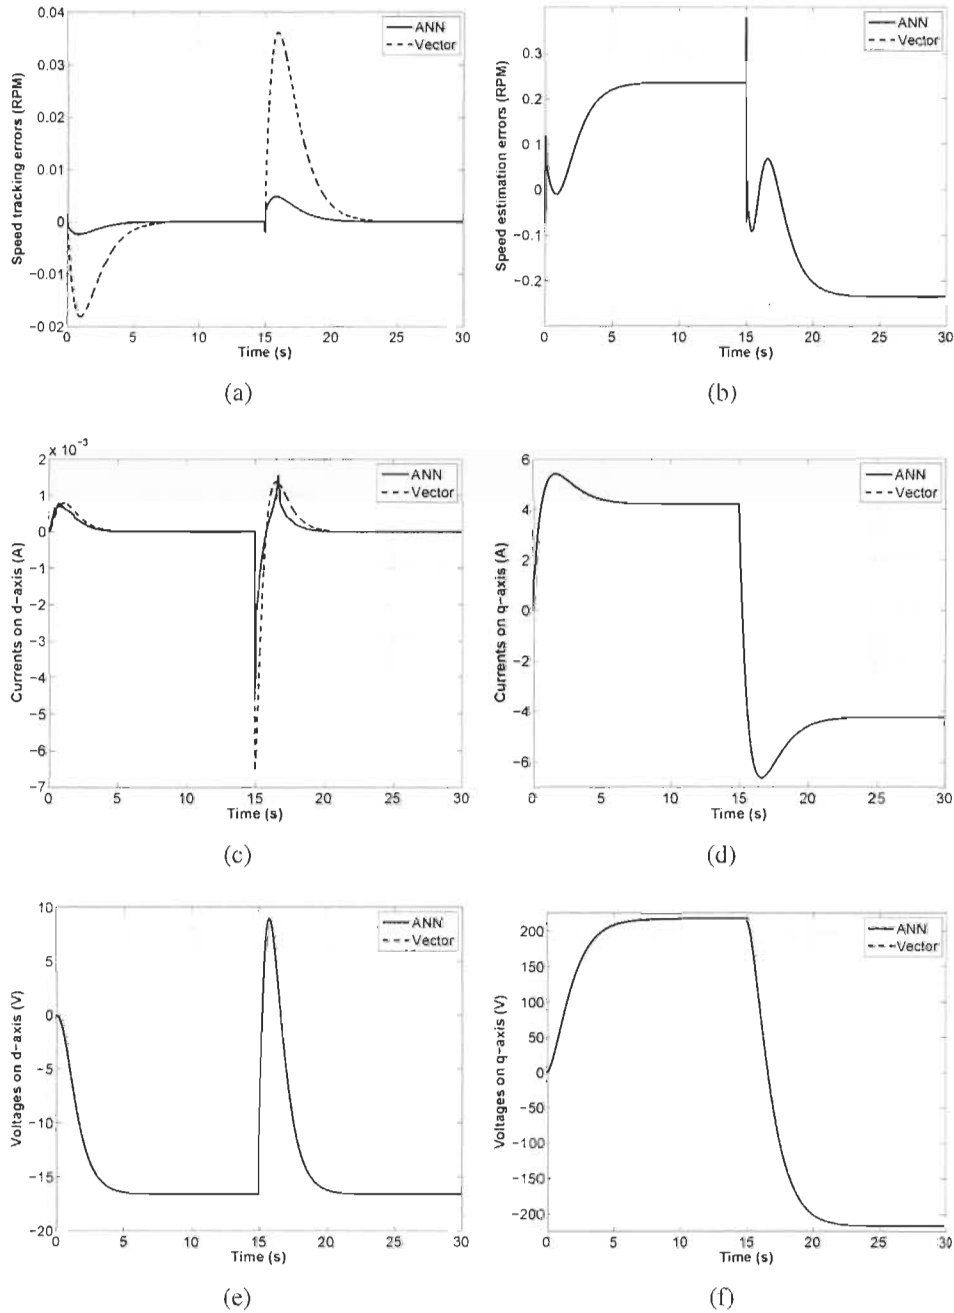 0.04
0.03
0.02
0.01
0
−0.01
−0.02
0 5 10 15 20 25 30
Speed tracking errors (RPM)
Time (s)
ANN
Vector
(a)
0.3
0.2
0.1
0
−0.1
−0.2
0 5 10 15 20 25 30
Speed estimation errors (RPM)
Time (s)
ANN
Vector
(b)
x 10−3
2
1
0
−1
−2
−3
−4
−5
−6
−7
0 5 10 15 20 25 30
Currents on d−axis (A)
Time (s)
ANN
Vector
(c)
6
4
2
0
−2
−4
−6
0 5 10 15 20 25 30
Currents on q−axis (A)
Time (s)
ANN
Vector
(d)
10
5
0
−5
−10
−15
−20
0 5 10 15 20 25 30
Voltages on d−axis (V)
Time (s)
ANN
Vector
(e)
200
150
100
50
0
−50
−100
−150
−200
0 5 10 15 20 25 30
Voltages on q−axis (V)
Time (s)
ANN
Vector
(f)